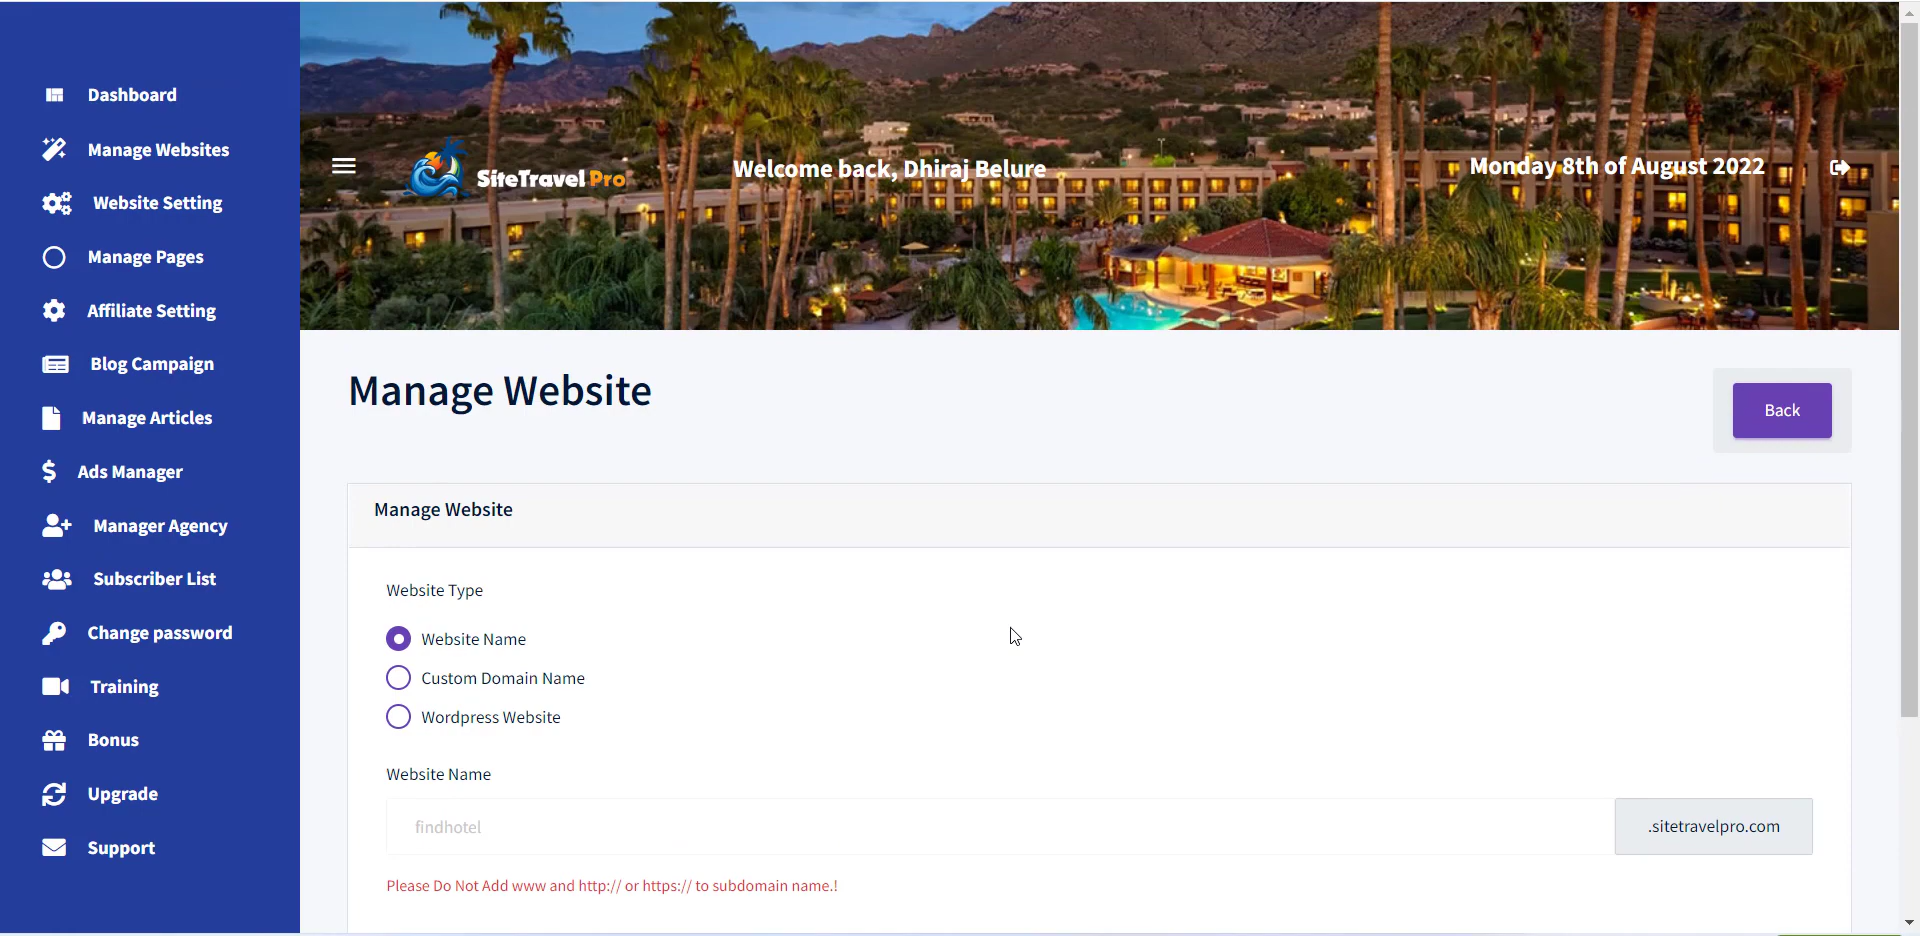 Dashboard
Manage Websites
Website Setting
Manage Pages
Affiliate Setting
Blog Campaign
Manage Articles
Ads Manager
Manager Agency
Subscriber List
Change password
Training
Bonus
Upgrade
Support
SiteTravel Pro
Welcome back, Dhiraj Belure
Monday 8th of August 2022
Manage Website
Back
Manage Website
Website Type
Website Name
Custom Domain Name
Wordpress Website
Website Name
findhotel
.sitetravelpro.com
Please Do Not Add www and http:// or https:// to subdomain name.!